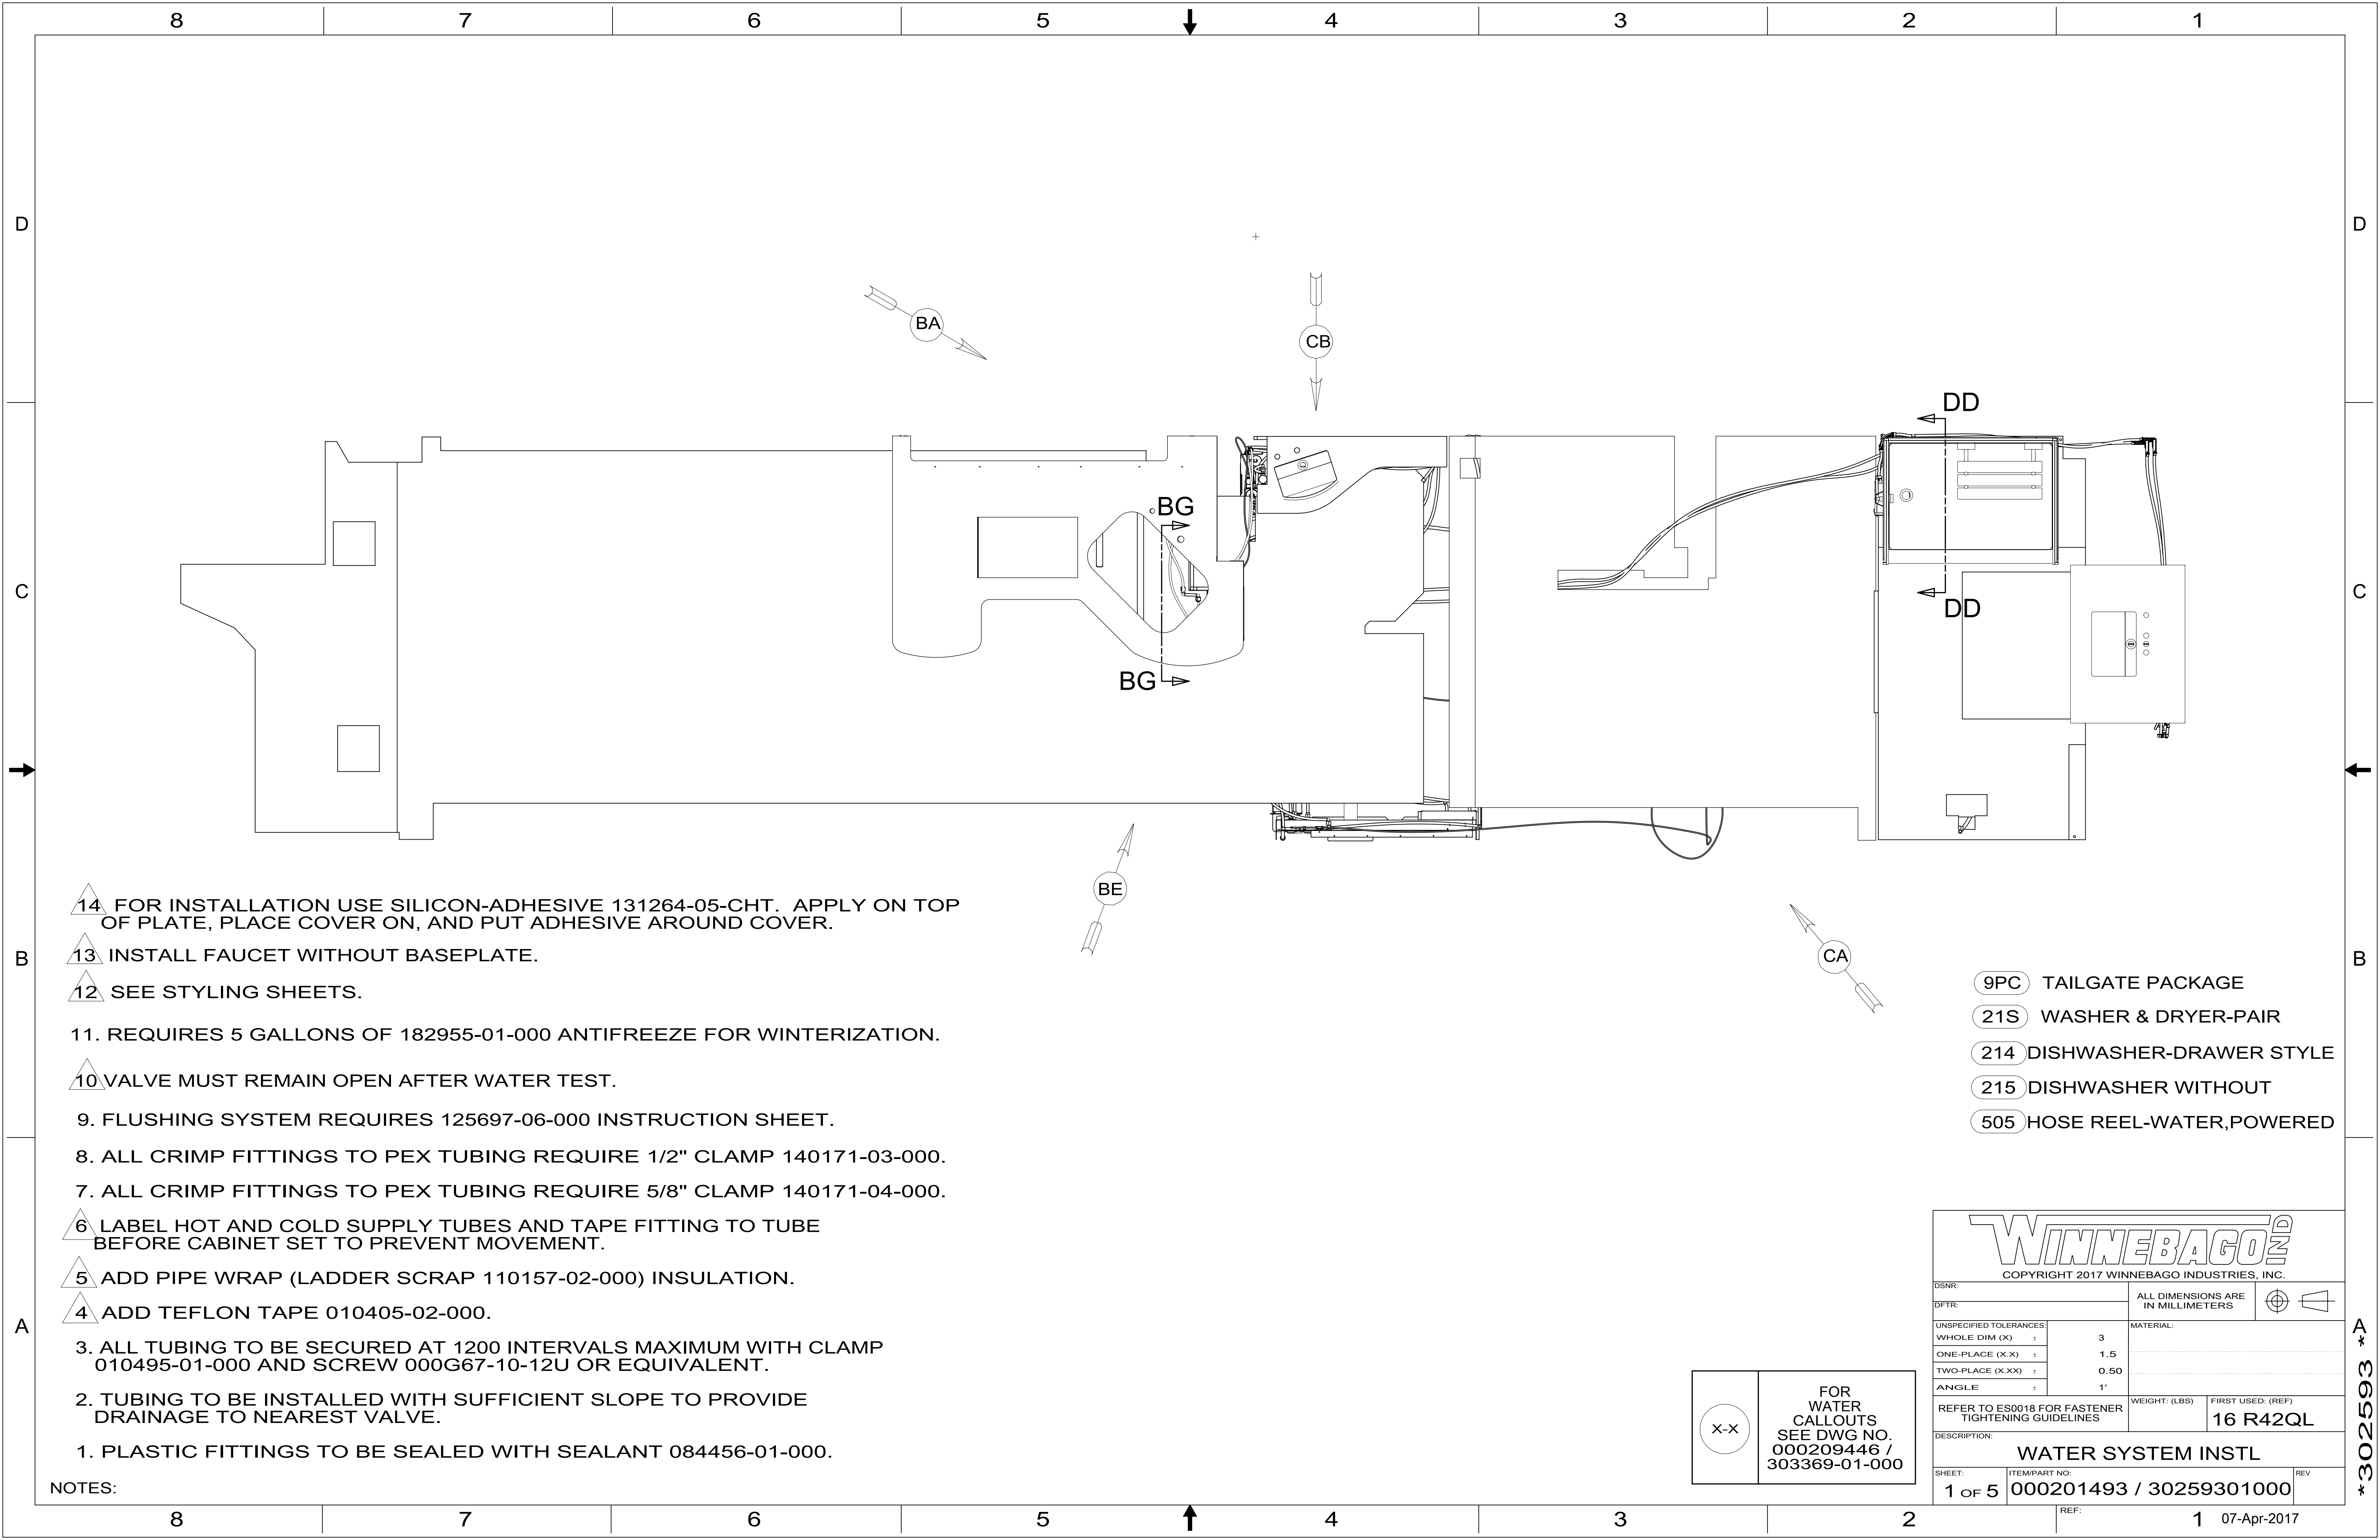 8 7 6 5 4 3 2 1
D D
BA
CB
DD
BG
C C
DD
BG
BE
CA
14 FOR INSTALLATION USE SILICON-ADHESIVE 131264-05-CHT. APPLY ON TOP
OF PLATE, PLACE COVER ON, AND PUT ADHESIVE AROUND COVER.
13 INSTALL FAUCET WITHOUT BASEPLATE.
B B
12 SEE STYLING SHEETS.
11. REQUIRES 5 GALLONS OF 182955-01-000 ANTIFREEZE FOR WINTERIZATION.
10 VALVE MUST REMAIN OPEN AFTER WATER TEST.
9. FLUSHING SYSTEM REQUIRES 125697-06-000 INSTRUCTION SHEET.
8. ALL CRIMP FITTINGS TO PEX TUBING REQUIRE 1/2" CLAMP 140171-03-000.
7. ALL CRIMP FITTINGS TO PEX TUBING REQUIRE 5/8" CLAMP 140171-04-000.
6 LABEL HOT AND COLD SUPPLY TUBES AND TAPE FITTING TO TUBE
BEFORE CABINET SET TO PREVENT MOVEMENT.
5 ADD PIPE WRAP (LADDER SCRAP 110157-02-000) INSULATION.
4 ADD TEFLON TAPE 010405-02-000.
A A
3. ALL TUBING TO BE SECURED AT 1200 INTERVALS MAXIMUM WITH CLAMP
010495-01-000 AND SCREW 000G67-10-12U OR EQUIVALENT.
2. TUBING TO BE INSTALLED WITH SUFFICIENT SLOPE TO PROVIDE
DRAINAGE TO NEAREST VALVE.
1. PLASTIC FITTINGS TO BE SEALED WITH SEALANT 084456-01-000.
NOTES:
9PC TAILGATE PACKAGE
21S WASHER & DRYER-PAIR
214 DISHWASHER-DRAWER STYLE
215 DISHWASHER WITHOUT
505 HOSE REEL-WATER,POWERED
X-X
FOR
WATER
CALLOUTS
SEE DWG NO.
000209446 /
303369-01-000
WINNEBAGO IND
COPYRIGHT 2017 WINNEBAGO INDUSTRIES, INC.
DSNR:
DFTR:
ALL DIMENSIONS ARE
IN MILLIMETERS
UNSPECIFIED TOLERANCES:
WHOLE DIM (X) ± 3
ONE-PLACE (X.X) ± 1.5
TWO-PLACE (X.XX) ± 0.50
ANGLE ± 1°
MATERIAL:
REFER TO ES0018 FOR FASTENER
TIGHTENING GUIDELINES
WEIGHT: (LBS)
FIRST USED: (REF)
16 R42QL
DESCRIPTION:
WATER SYSTEM INSTL
SHEET:
1 OF 5
ITEM/PART NO:
000201493 / 30259301000
REV
*3025593 *
8 7 6 5 4 3 2 1
REF:
07-Apr-2017